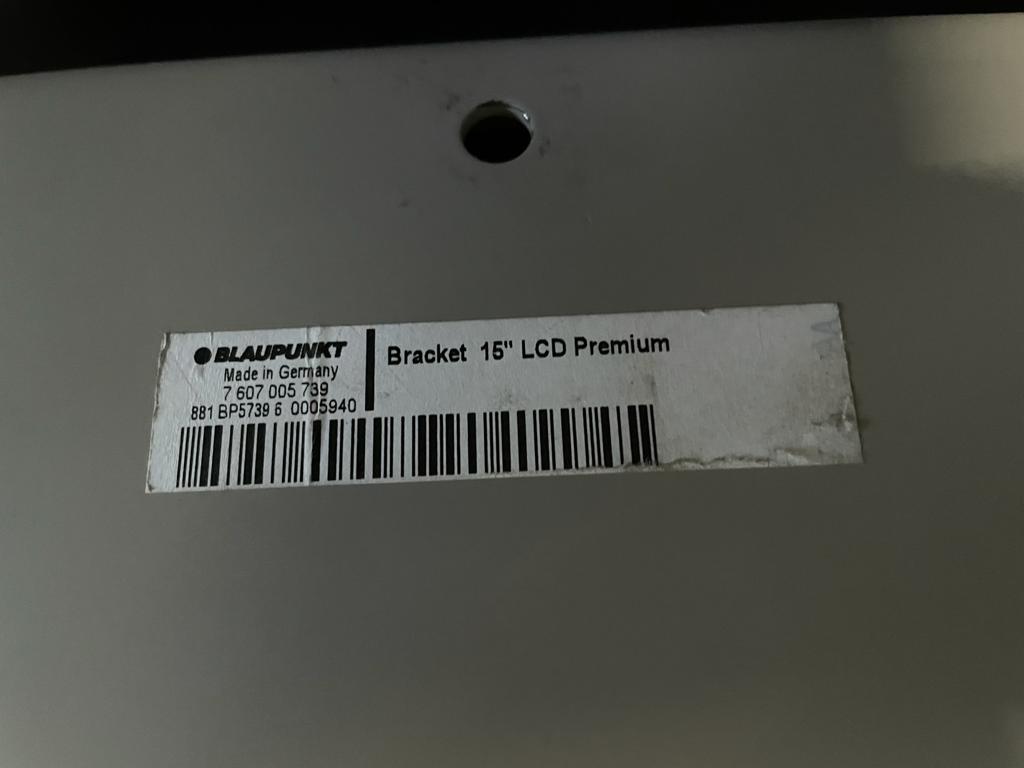 BLAUPUNKT
Made in Germany
7 607 005 739
881 BP5739 6 0005940
Bracket 15" LCD Premium